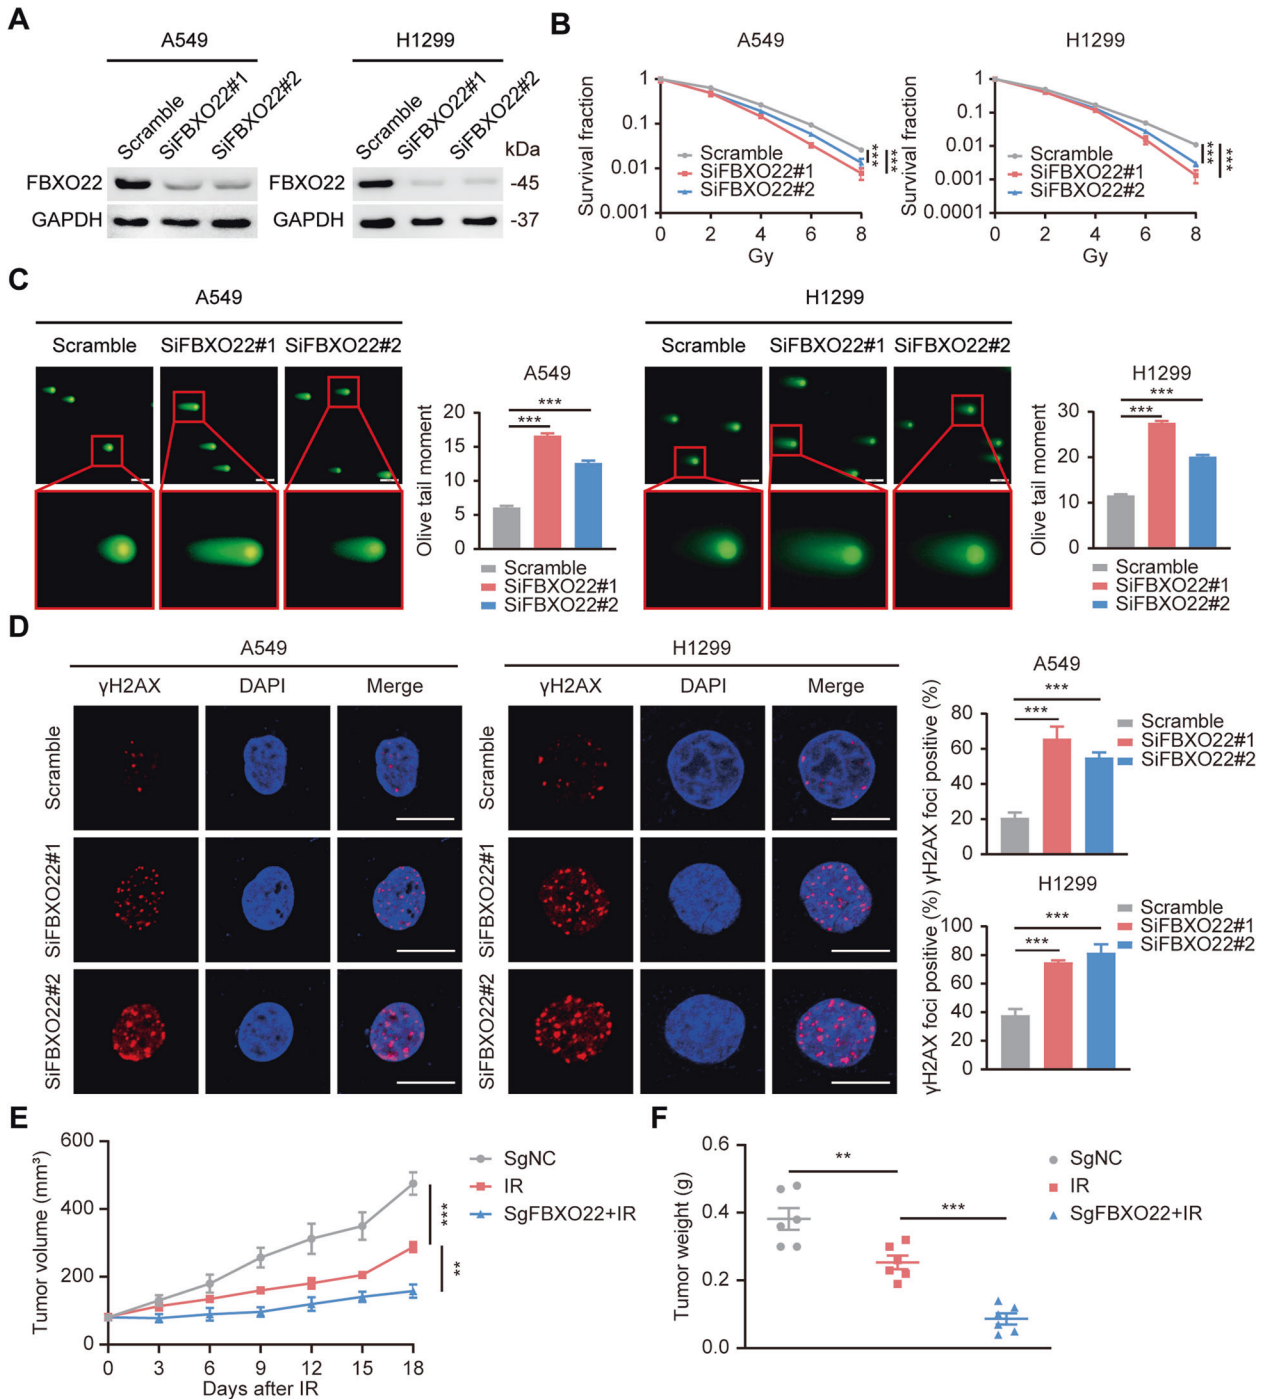 A
A549
H1299
Scramble
SiFBXO22#1
SiFBXO22#2
Scramble
SiFBXO22#1
SiFBXO22#2
kDa
FBXO22
FBXO22
-45
GAPDH
GAPDH
-37
B
A549
H1299
Survival fraction
1
0.1
0.01
0.001
Scramble
SiFBXO22#1
SiFBXO22#2
***
***
0 2 4 6 8
Gy
Survival fraction
1
0.1
0.01
0.001
0.0001
Scramble
SiFBXO22#1
SiFBXO22#2
***
***
0 2 4 6 8
Gy
C
A549
Scramble SiFBXO22#1 SiFBXO22#2
A549
Olive tail moment
20
15
10
5
0
***
***
Scramble
SiFBXO22#1
SiFBXO22#2
H1299
Scramble SiFBXO22#1 SiFBXO22#2
H1299
Olive tail moment
30
20
10
0
***
***
Scramble
SiFBXO22#1
SiFBXO22#2
D
A549
γH2AX DAPI Merge
H1299
γH2AX DAPI Merge
Scramble
SiFBXO22#1
SiFBXO22#2
Scramble
SiFBXO22#1
SiFBXO22#2
A549
γH2AX foci positive (%)
80
60
40
20
0
***
***
Scramble
SiFBXO22#1
SiFBXO22#2
H1299
γH2AX foci positive (%)
100
80
60
40
20
0
***
***
Scramble
SiFBXO22#1
SiFBXO22#2
E
Tumor volume (mm³)
600
400
200
0
0 3 6 9 12 15 18
Days after IR
SgNC
IR
SgFBXO22+IR
***
**
F
Tumor weight (g)
0.6
0.4
0.2
0.0
**
***
SgNC
IR
SgFBXO22+IR